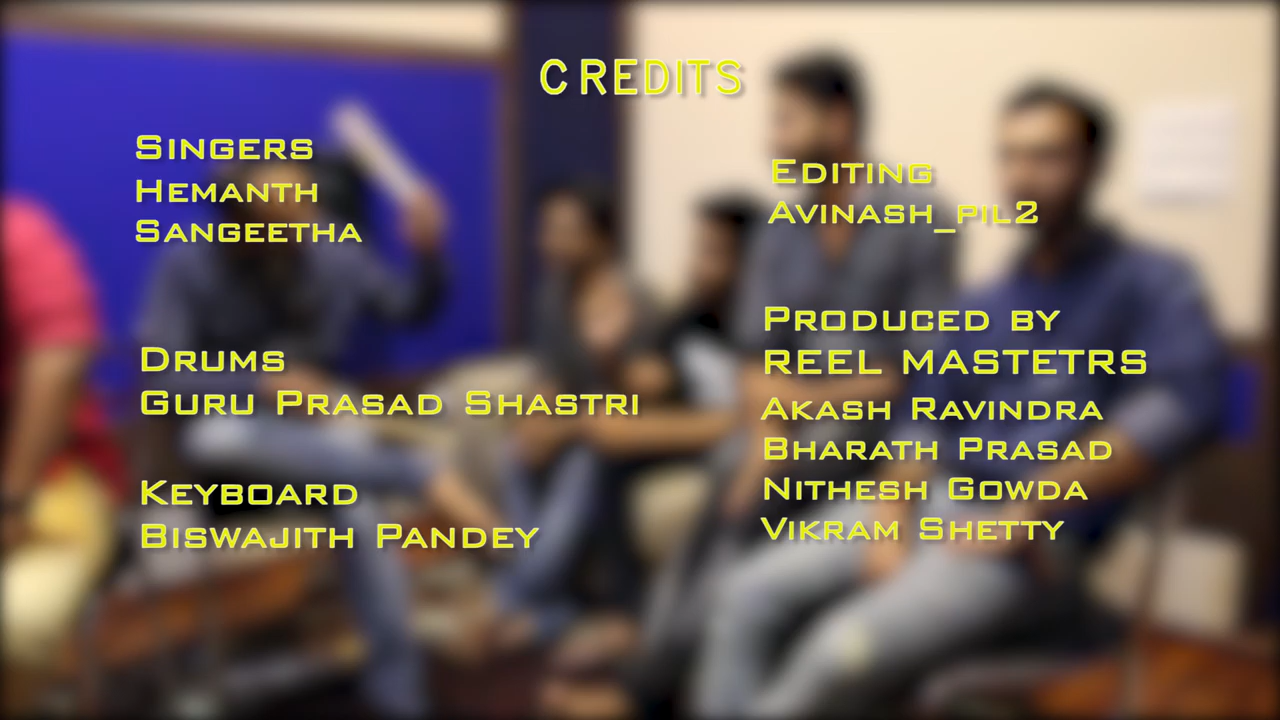 CREDITS
Singers
Hemanth
Sangeetha
Drums
Guru Prasad Shastri
Keyboard
Biswajith Pandey
Editing
Avinash_pil2
Produced by
REEL MASTETRS
Akash Ravindra
Bharath Prasad
Nithesh Gowda
Vikram Shetty